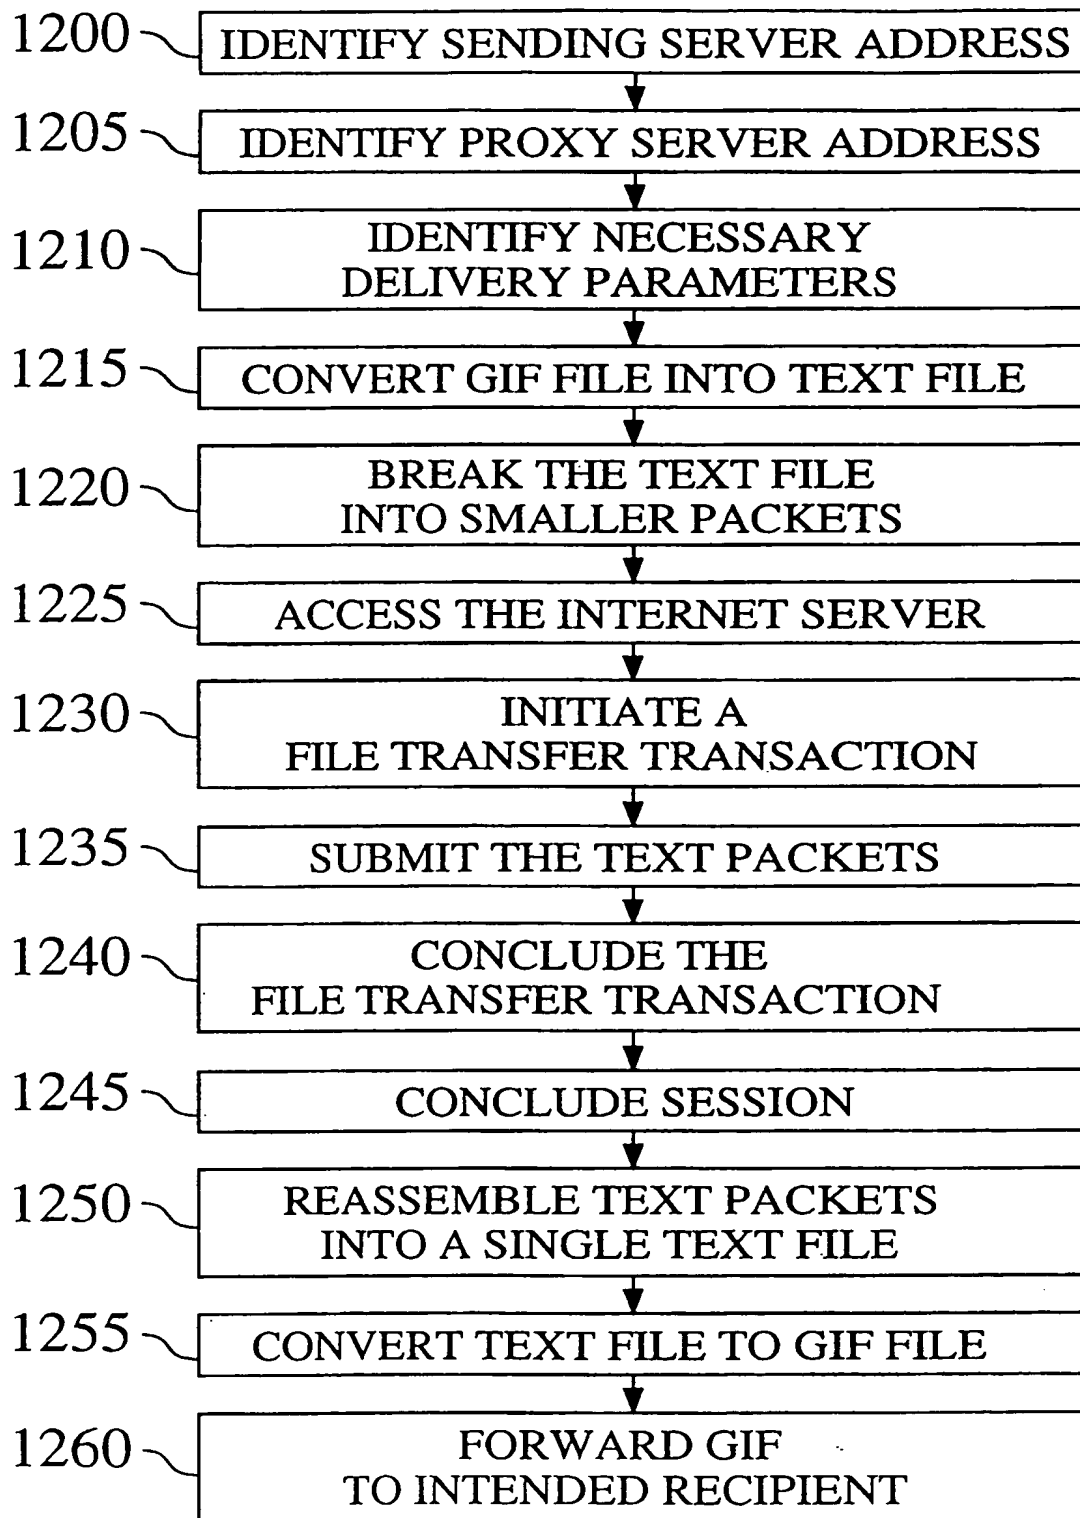 1200 IDENTIFY SENDING SERVER ADDRESS
1205 IDENTIFY PROXY SERVER ADDRESS
1210 IDENTIFY NECESSARY
DELIVERY PARAMETERS
1215 CONVERT GIF FILE INTO TEXT FILE
1220 BREAK THE TEXT FILE
INTO SMALLER PACKETS
1225 ACCESS THE INTERNET SERVER
1230 INITIATE A
FILE TRANSFER TRANSACTION
1235 SUBMIT THE TEXT PACKETS
1240 CONCLUDE THE
FILE TRANSFER TRANSACTION
1245 CONCLUDE SESSION
1250 REASSEMBLE TEXT PACKETS
INTO A SINGLE TEXT FILE
1255 CONVERT TEXT FILE TO GIF FILE
1260 FORWARD GIF
TO INTENDED RECIPIENT